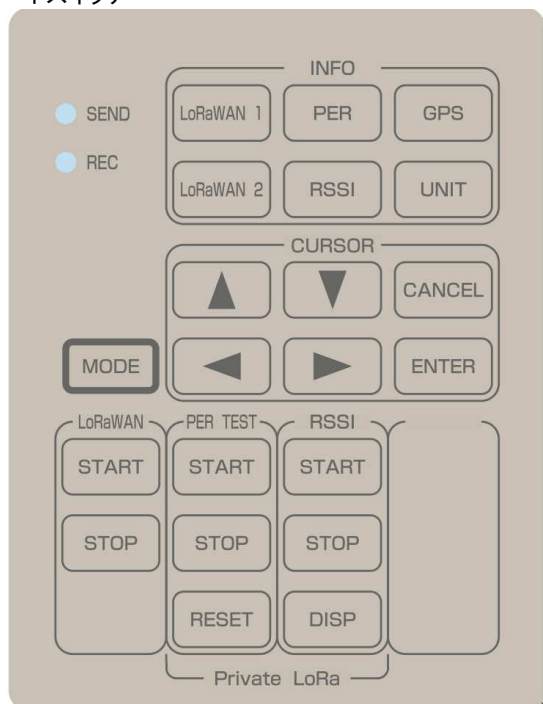 INFO
SEND
LoRaWAN 1
PER
GPS
REC
LoRaWAN 2
RSSI
UNIT
CURSOR
CANCEL
MODE
ENTER
LoRaWAN
PER TEST
RSSI
START
START
START
STOP
STOP
STOP
RESET
DISP
Private LoRa